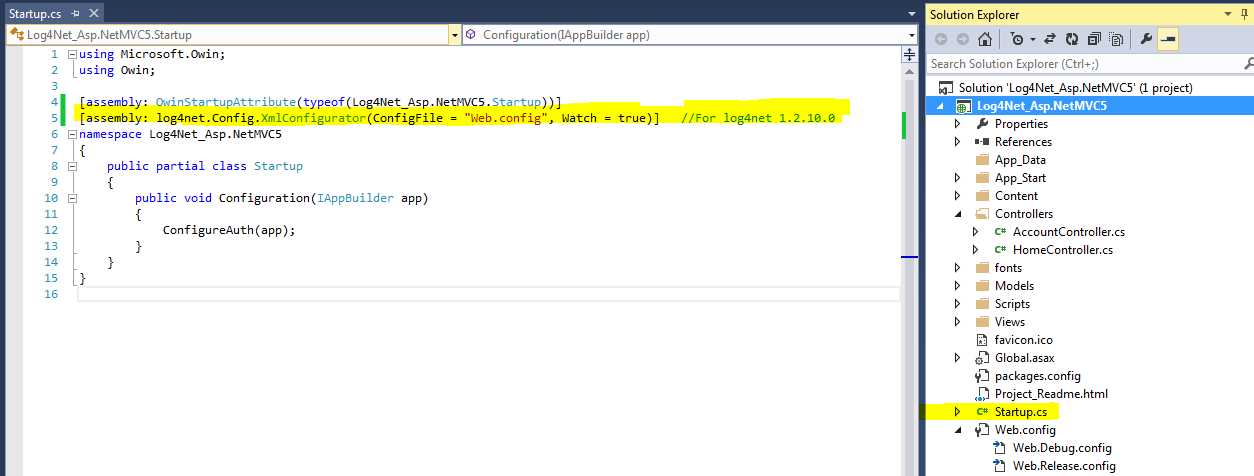 Startup.cs
Log4Net_Asp.NetMVC5.Startup
Configuration(IAppBuilder app)
1 using Microsoft.Owin;
2 using Owin;
3
4 [assembly: OwinStartupAttribute(typeof(Log4Net_Asp.NetMVC5.Startup))]
5 [assembly: log4net.Config.XmlConfigurator(ConfigFile = "Web.config", Watch = true)] //For log4net 1.2.10.0
6 namespace Log4Net_Asp.NetMVC5
7 {
8 public partial class Startup
9 {
10 public void Configuration(IAppBuilder app)
11 {
12 ConfigureAuth(app);
13 }
14 }
15 }
16
Solution Explorer
Search Solution Explorer (Ctrl+;)
Solution 'Log4Net_Asp.NetMVC5' (1 project)
Log4Net_Asp.NetMVC5
Properties
References
App_Data
App_Start
Content
Controllers
C# AccountController.cs
C# HomeController.cs
fonts
Models
Scripts
Views
favicon.ico
Global.asax
packages.config
Project_Readme.html
C# Startup.cs
Web.config
Web.Debug.config
Web.Release.config